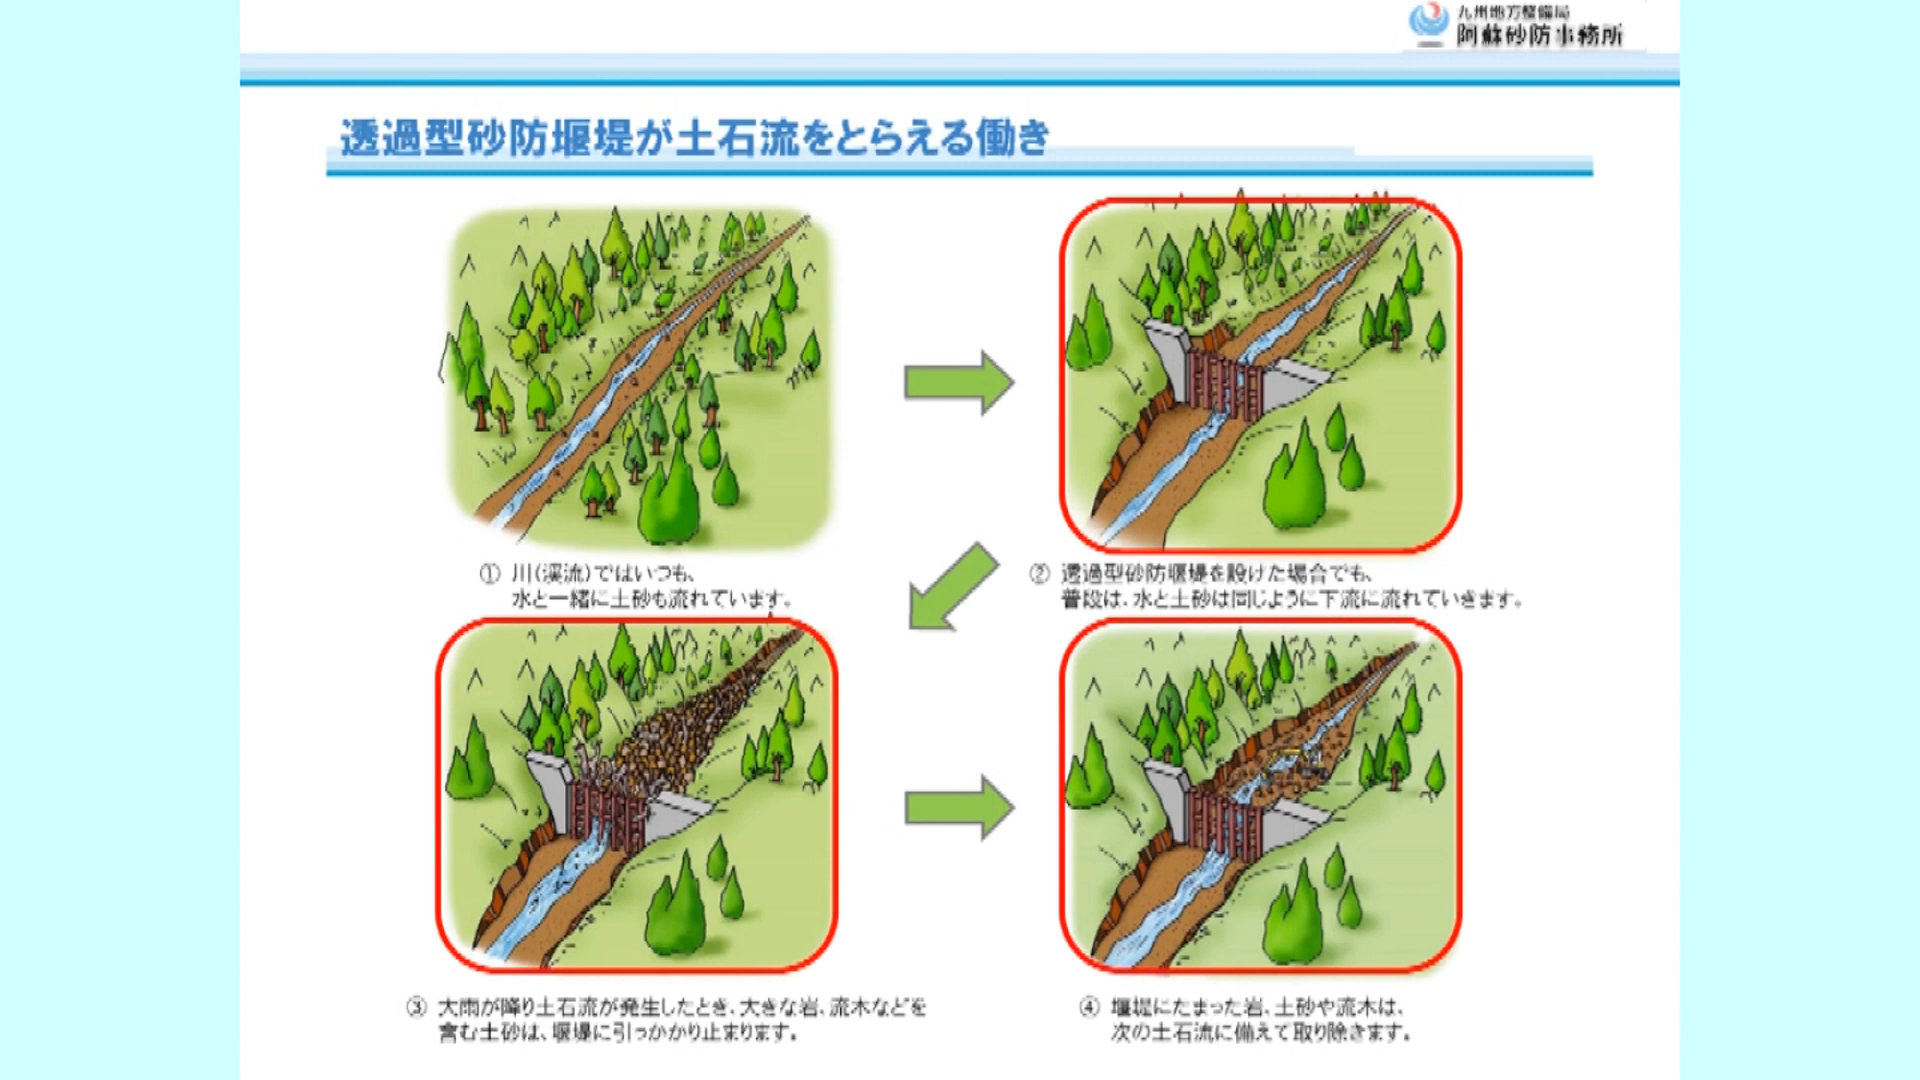 九州地方整備局
阿蘇砂防事務所
透過型砂防堰堤が土石流をとらえる働き
① 川（渓流）ではいつも、
水と一緒に土砂も流れています。
② 透過型砂防堰堤を設けた場合でも、
普段は、水と土砂は同じように下流に流れていきます。
③ 大雨が降り土石流が発生したとき、大きな岩、流木などを
含む土砂は、堰堤に引っかかり止まります。
④ 堰堤にたまった岩、土砂や流木は、
次の土石流に備えて取り除きます。